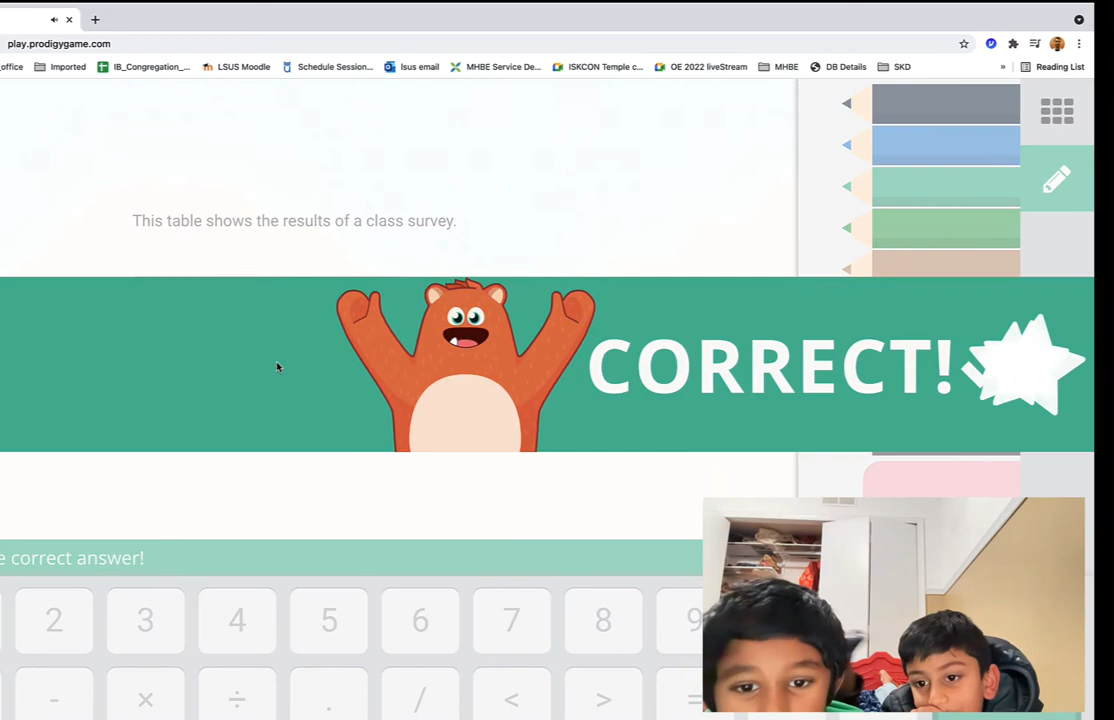 play.prodigygame.com
office Imported IB_Congregation_... LSUS Moodle Schedule Session... lsus email MHBE Service De... ISKCON Temple c... OE 2022 liveStream MHBE DB Details SKD » Reading List
This table shows the results of a class survey.
CORRECT!
e correct answer!
2 3 4 5 6 7 8 9
- × ÷ . / < > =